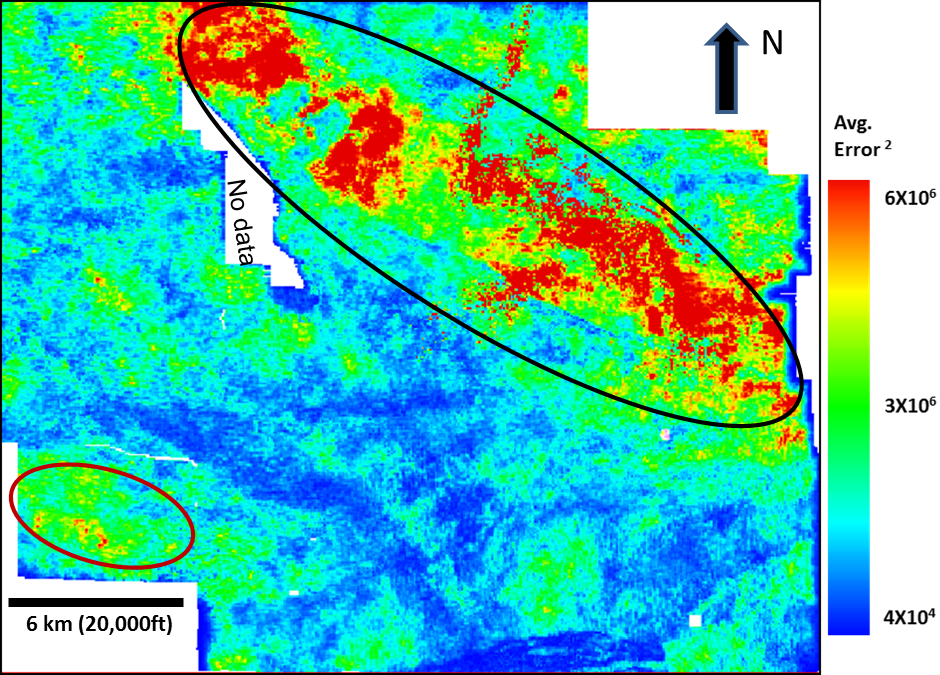 N
Avg.
Error ²
6X10⁶
No data
3X10⁶
6 km (20,000ft)
4X10⁴